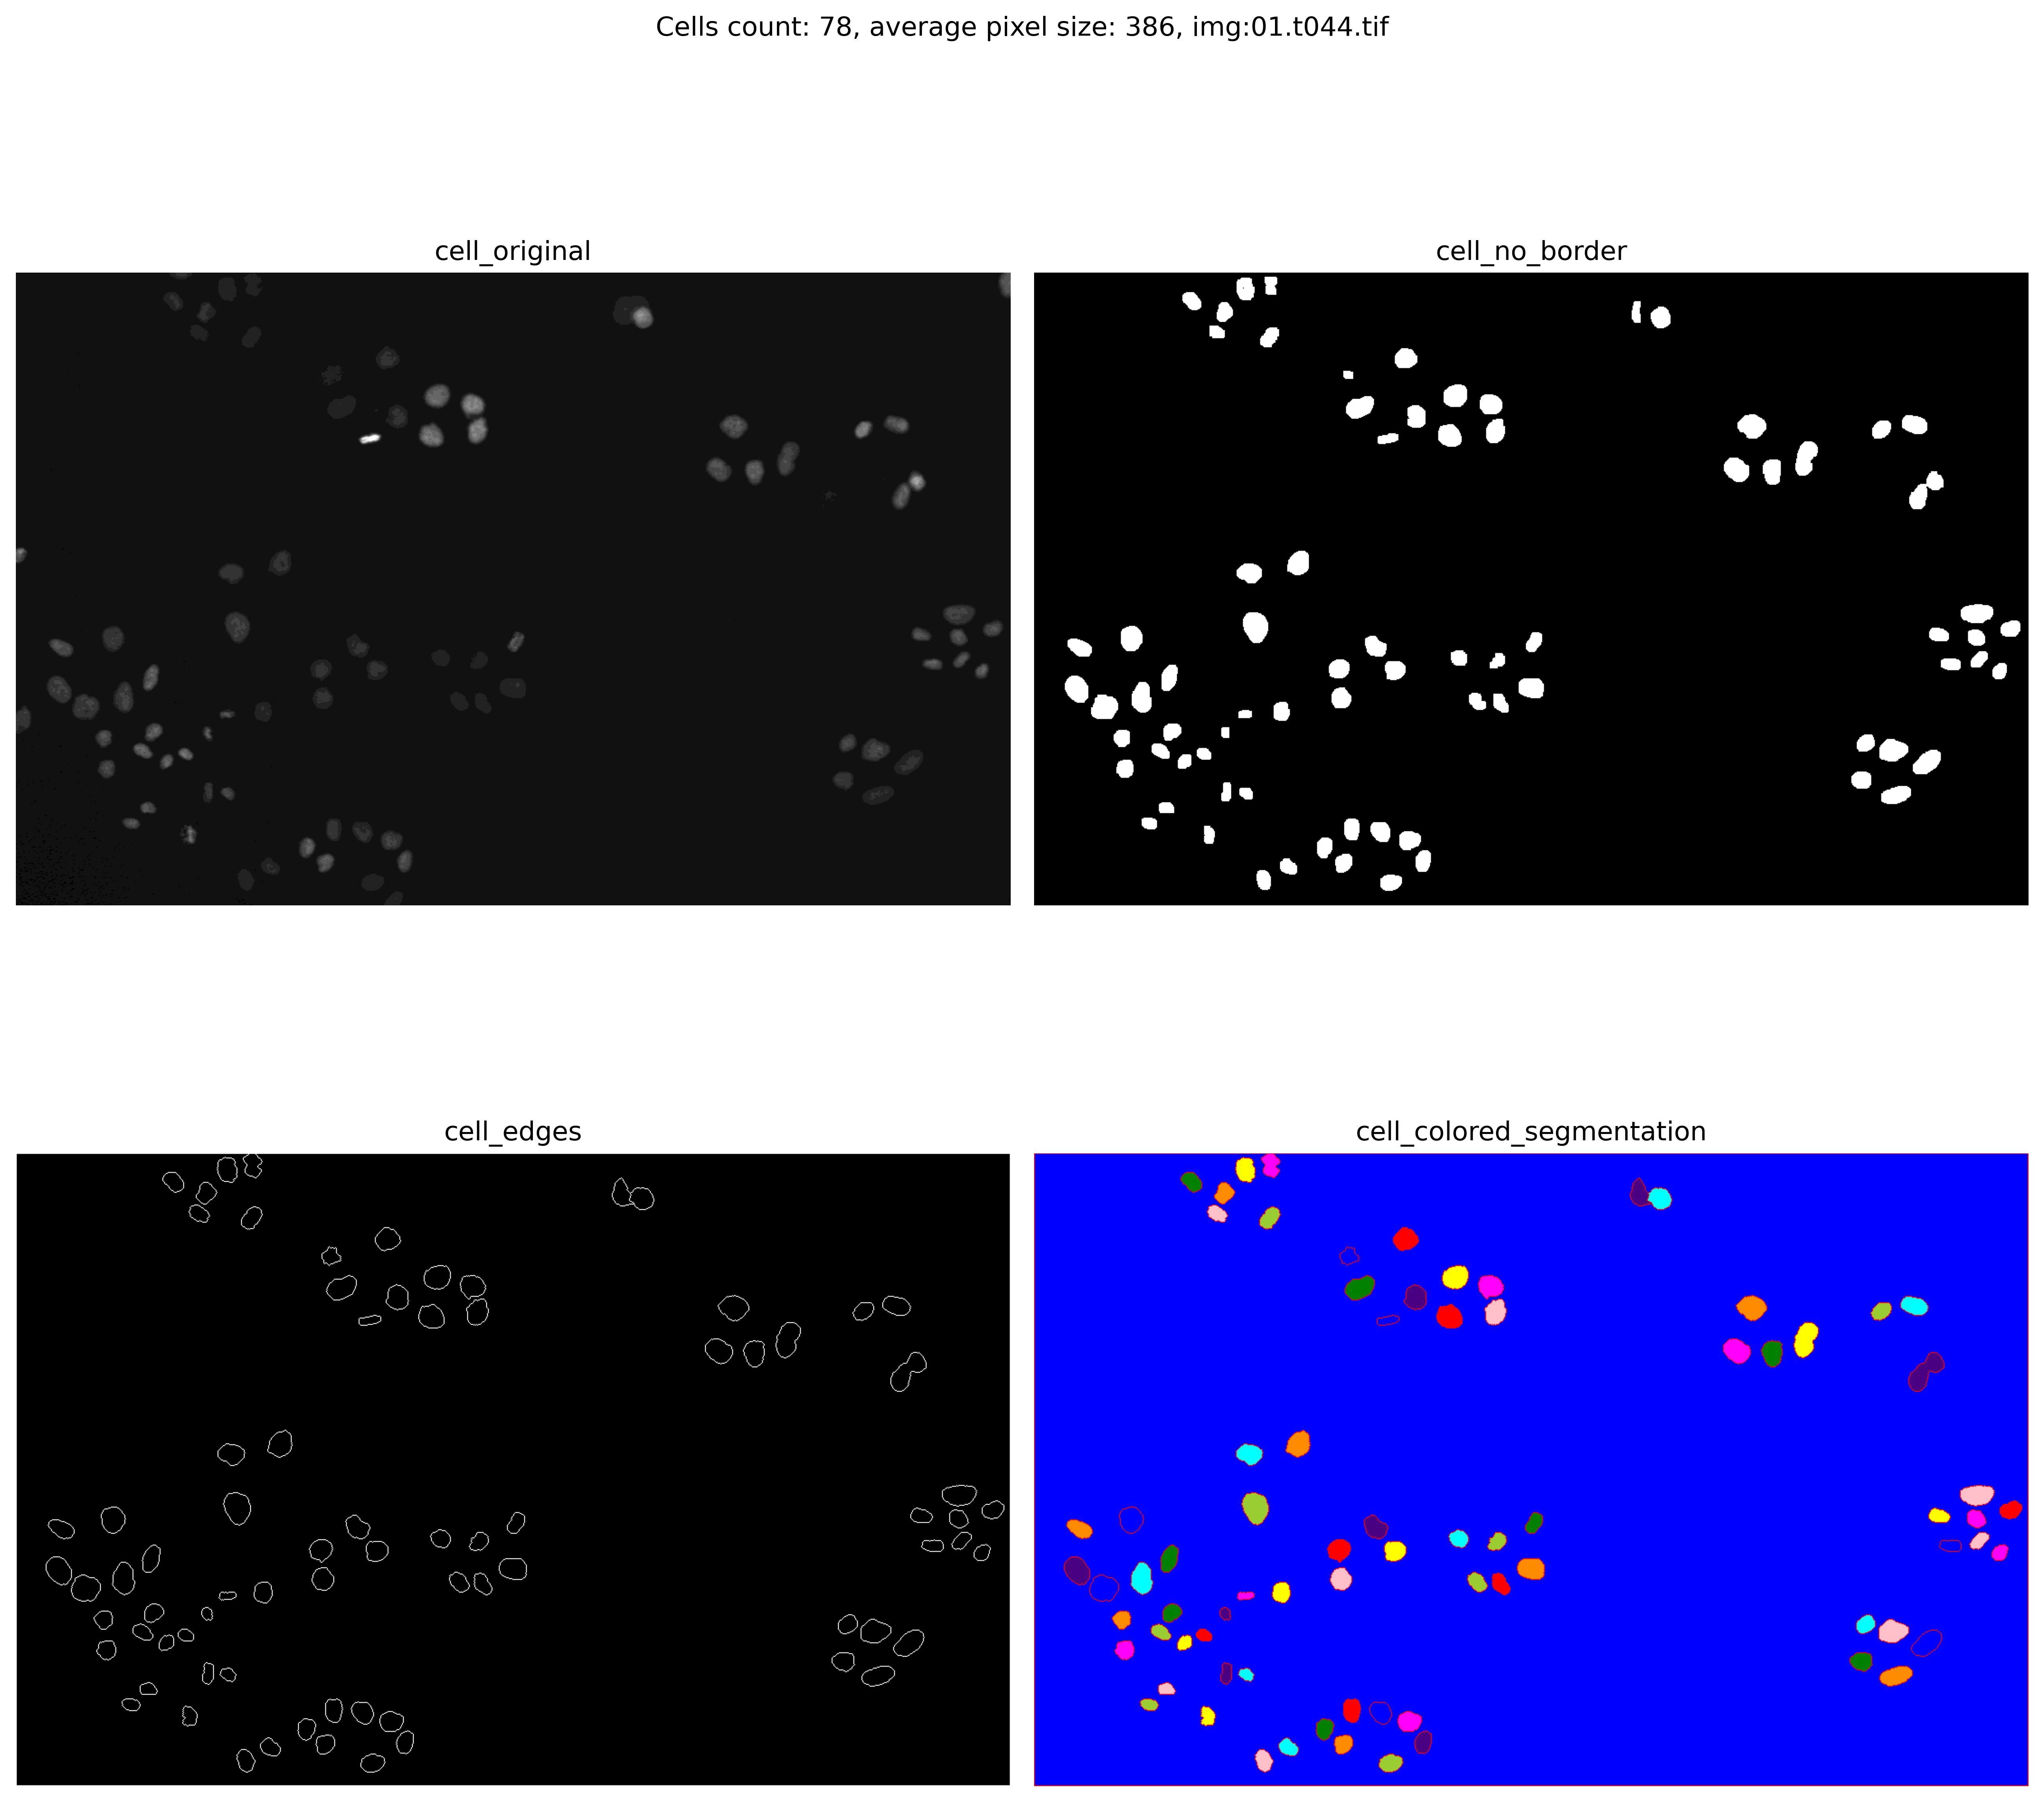 Cells count: 78, average pixel size: 386, img:01.t044.tif
cell_original
cell_no_border
cell_edges
cell_colored_segmentation